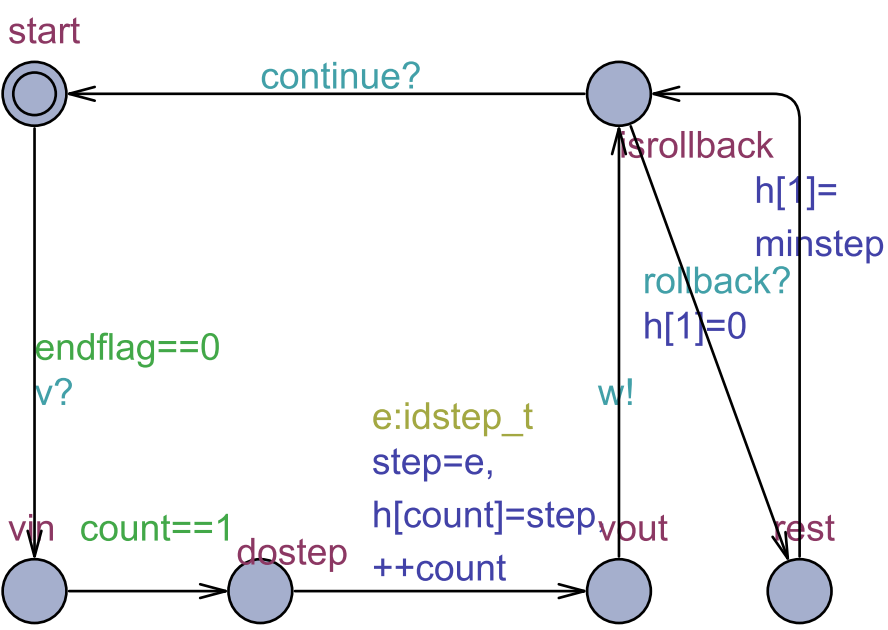 start
continue?
isrollback
h[1]=
minstep
rollback?
h[1]=0
endflag==0
v?
w!
e:idstep_t
step=e,
h[count]=step,
++count
vin
count==1
dostep
vout
rest